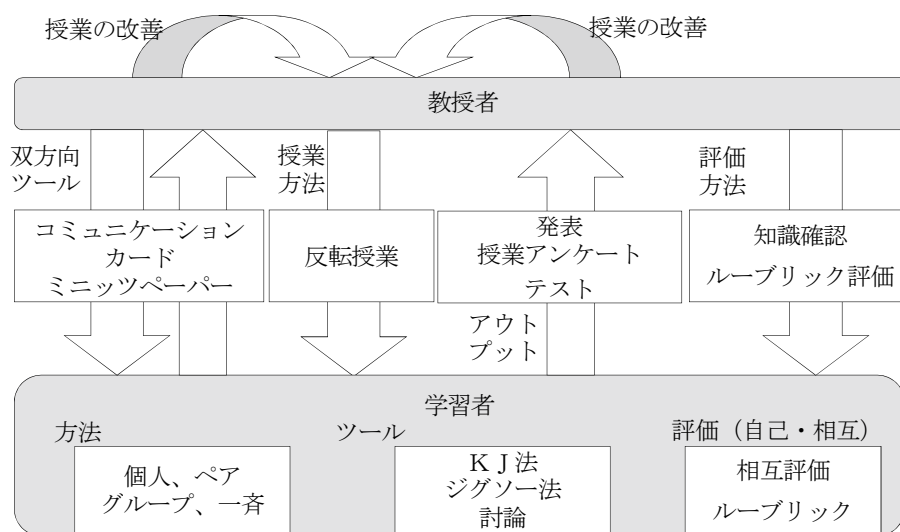 授業の改善
授業の改善
教授者
双方向
ツール
授業
方法
評価
方法
コミュニケーション
カード
ミニッツペーパー
反転授業
発表
授業アンケート
テスト
知識確認
ルーブリック評価
アウト
プット
学習者
方法
ツール
評価（自己・相互）
個人、ペア
グループ、一斉
ＫＪ法
ジグソー法
討論
相互評価
ルーブリック